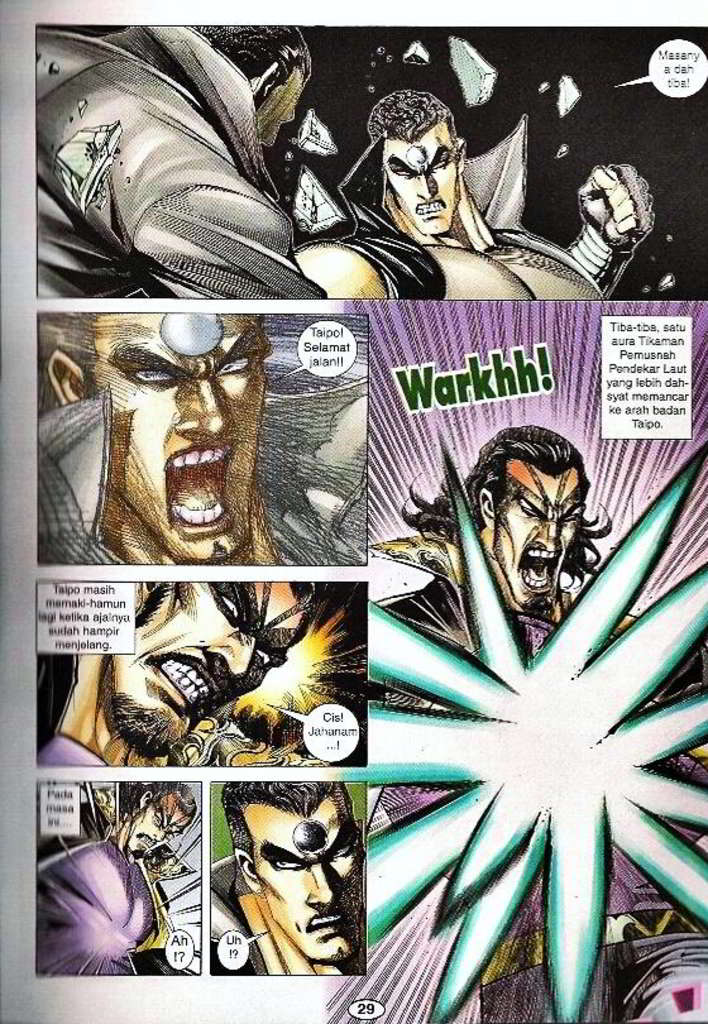 Masany
a dah
tiba!
Taipo!
Selamat
jalan!!
Warkhh!
Tiba-tiba, satu
aura Tikaman
Pemusnah
Pendekar Laut
yang lebih dah-
syat memancar
ke arah badan
Taipo.
Taipo masih
memaki-hamun
lagi ketika ajalnya
sudah hampir
menjelang.
Cis!
Jahanam
...!
Pada
masa
ini....
Ah
!?
Uh
!?
29